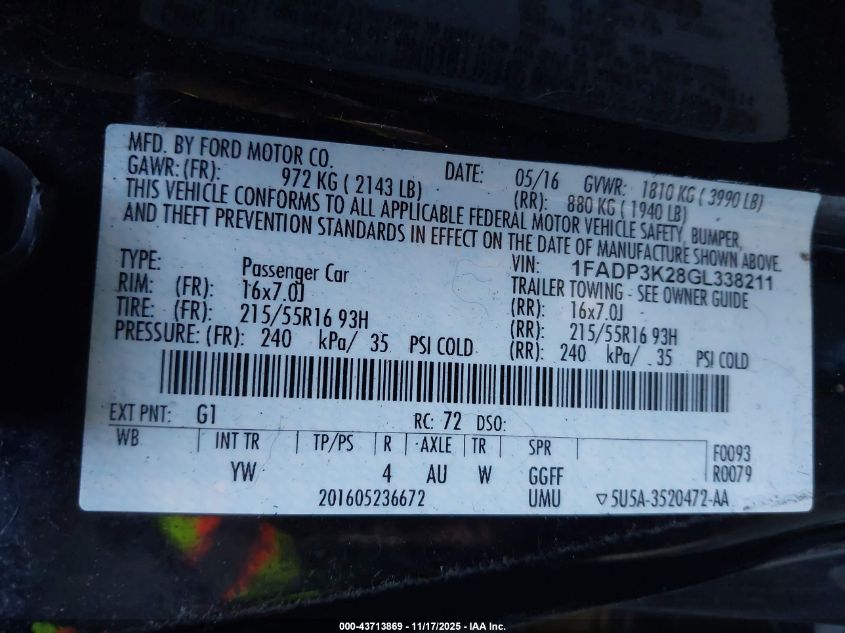 MFD. BY FORD MOTOR CO. DATE: 05/16 GVWR: 1810 KG ( 3990 LB)
GAWR: (FR): 972 KG ( 2143 LB) (RR): 880 KG ( 1940 LB)
THIS VEHICLE CONFORMS TO ALL APPLICABLE FEDERAL MOTOR VEHICLE SAFETY, BUMPER,
AND THEFT PREVENTION STANDARDS IN EFFECT ON THE DATE OF MANUFACTURE SHOWN ABOVE.
VIN: 1FADP3K28GL338211
TYPE: Passenger Car TRAILER TOWING - SEE OWNER GUIDE
RIM: (FR): 16x7.0J (RR): 16x7.0J
TIRE: (FR): 215/55R16 93H (RR): 215/55R16 93H
PRESSURE: (FR): 240 kPa/ 35 PSI COLD (RR): 240 kPa/ 35 PSI COLD
EXT PNT: G1 RC: 72 DSO:
WB INT TR TP/PS R AXLE TR SPR F0093
YW 4 AU W GGFF R0079
201605236672 UMU ▽5U5A-3520472-AA
000-43713869 - 11/17/2025 - IAA Inc.